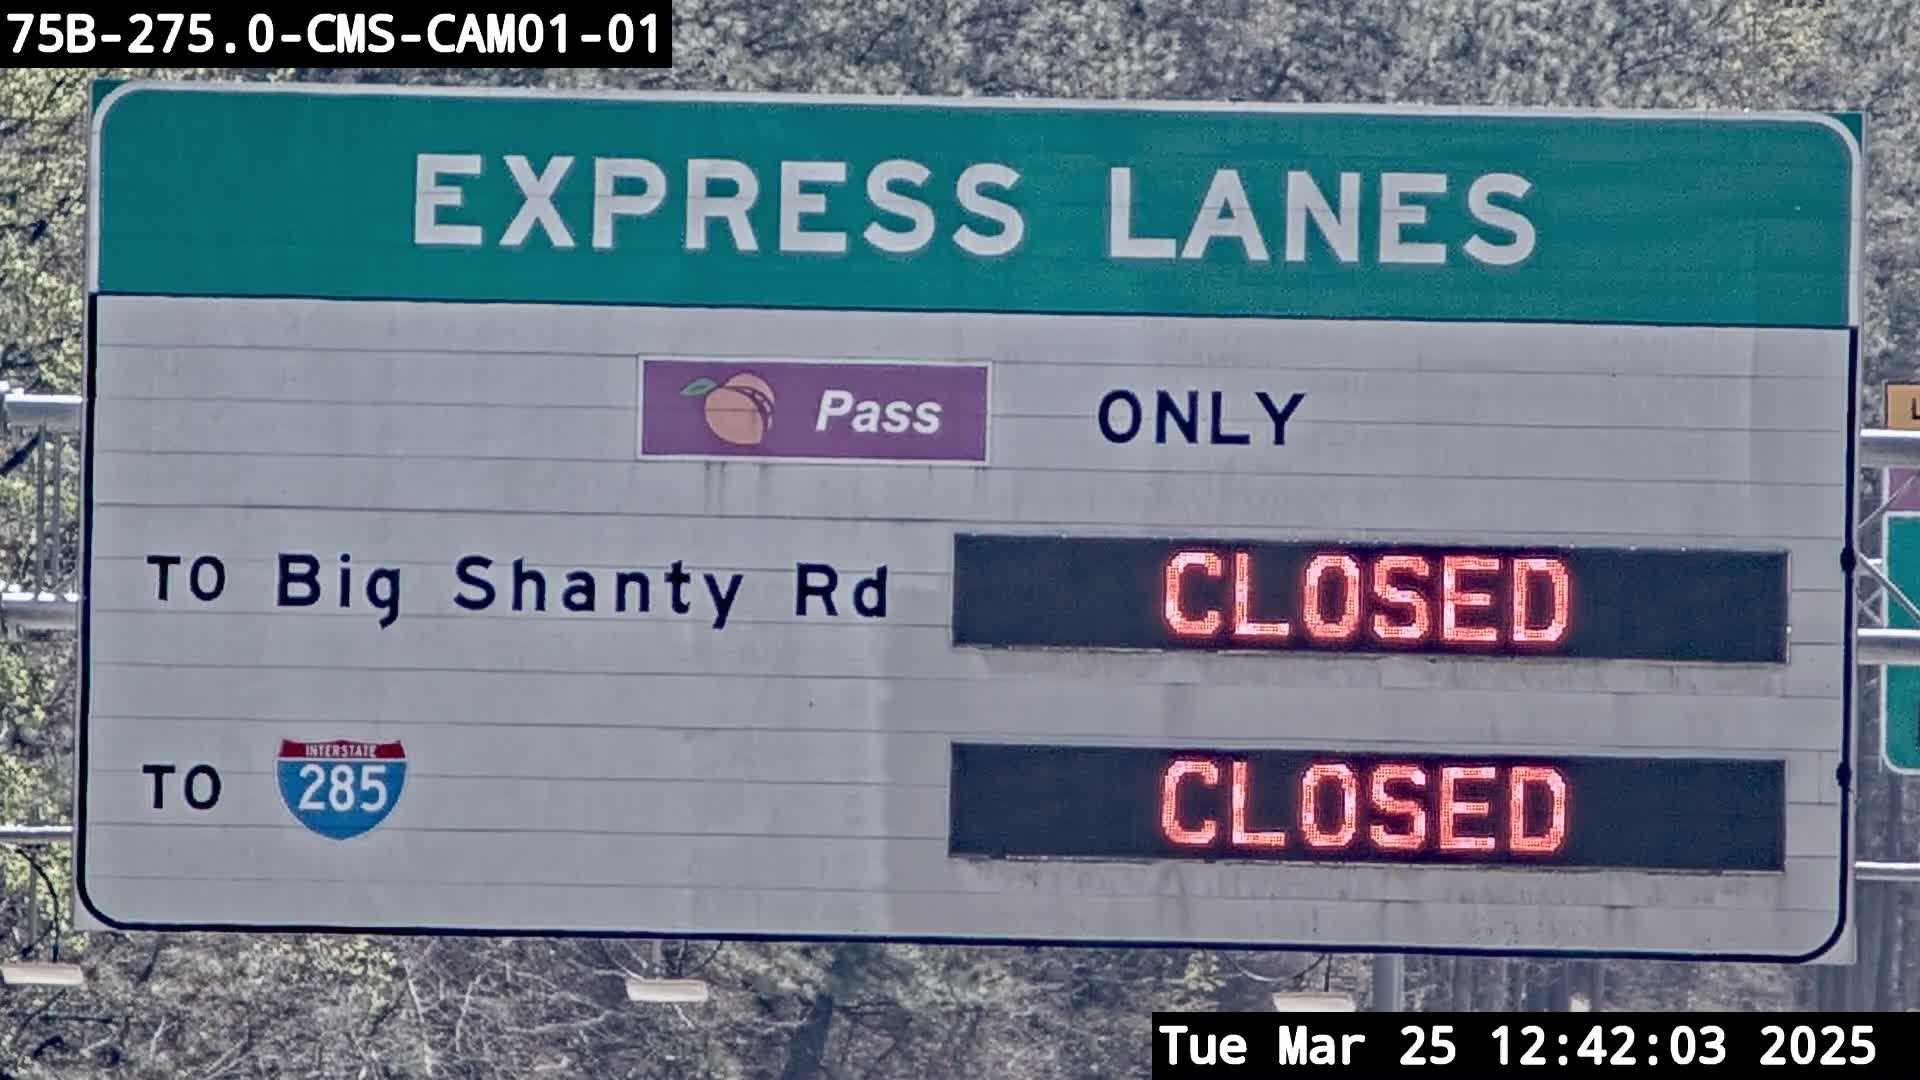 75B-275.0-CMS-CAM01-01
EXPRESS LANES
Pass ONLY
TO Big Shanty Rd CLOSED
TO INTERSTATE 285 CLOSED
Tue Mar 25 12:42:03 2025